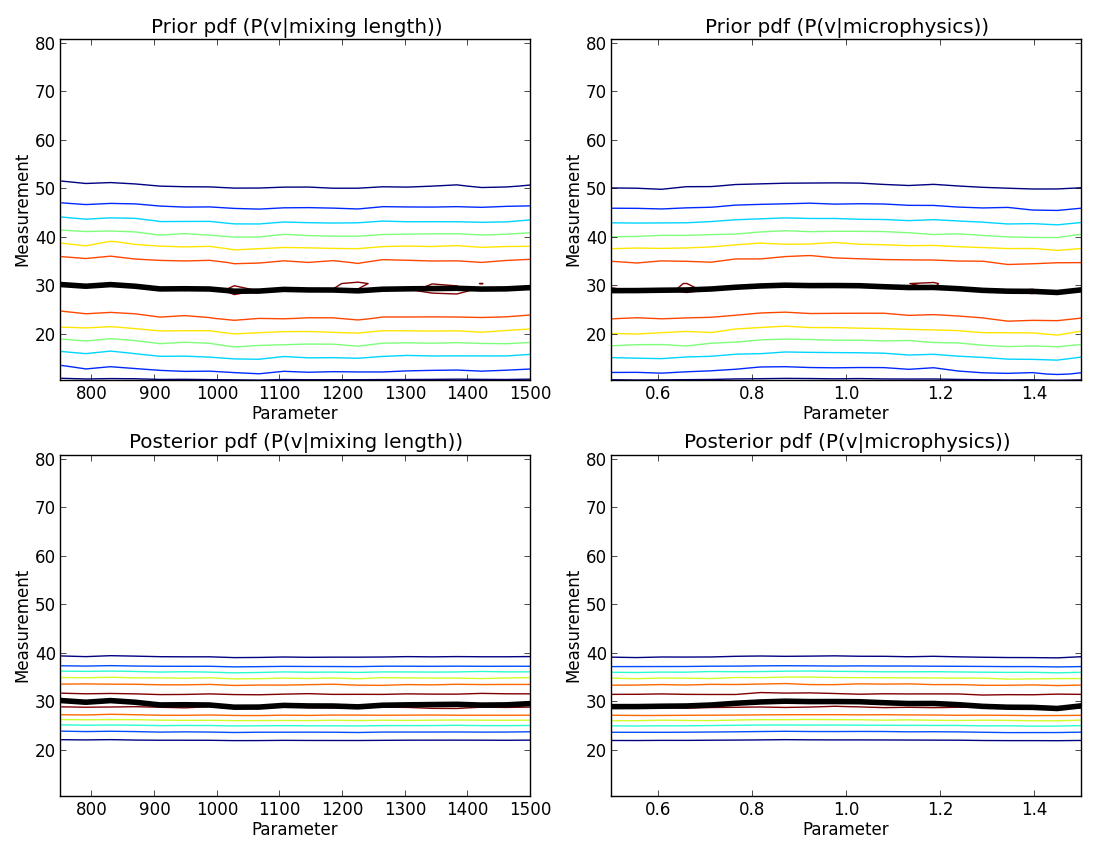 Prior pdf (P(v|mixing length))
80
70
60
50
40
30
20
Measurement
800 900 1000 1100 1200 1300 1400 1500
Parameter
Prior pdf (P(v|microphysics))
80
70
60
50
40
30
20
Measurement
0.6 0.8 1.0 1.2 1.4
Parameter
Posterior pdf (P(v|mixing length))
80
70
60
50
40
30
20
Measurement
800 900 1000 1100 1200 1300 1400 1500
Parameter
Posterior pdf (P(v|microphysics))
80
70
60
50
40
30
20
Measurement
0.6 0.8 1.0 1.2 1.4
Parameter